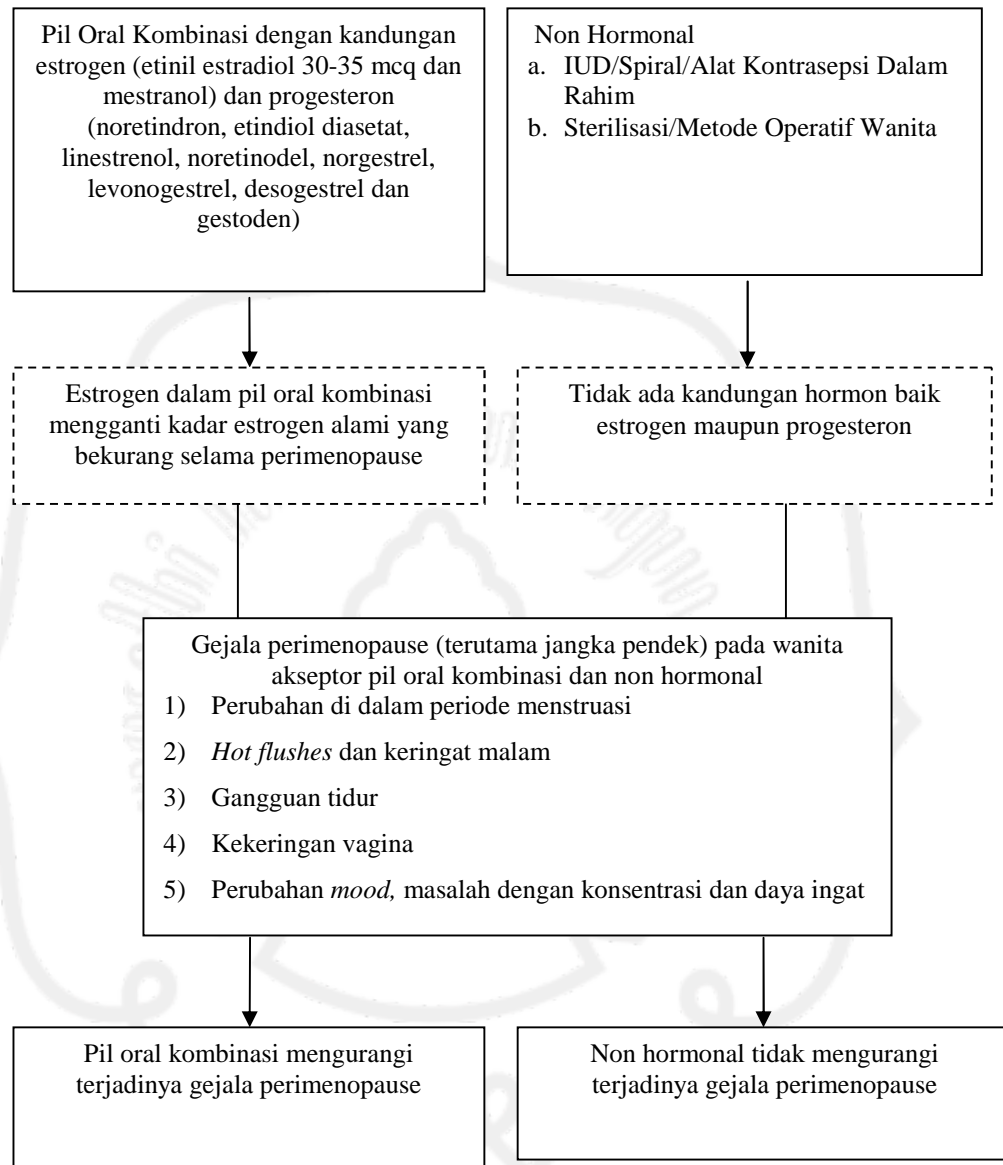 Pil Oral Kombinasi dengan kandungan
estrogen (etinil estradiol 30-35 mcq dan
mestranol) dan progesteron
(noretindron, etindiol diasetat,
linestrenol, noretinodel, norgestrel,
levonogestrel, desogestrel dan
gestoden)
Non Hormonal
a. IUD/Spiral/Alat Kontrasepsi Dalam
Rahim
b. Sterilisasi/Metode Operatif Wanita
Estrogen dalam pil oral kombinasi
mengganti kadar estrogen alami yang
bekurang selama perimenopause
Tidak ada kandungan hormon baik
estrogen maupun progesteron
Gejala perimenopause (terutama jangka pendek) pada wanita
akseptor pil oral kombinasi dan non hormonal
1) Perubahan di dalam periode menstruasi
2) Hot flushes dan keringat malam
3) Gangguan tidur
4) Kekeringan vagina
5) Perubahan mood, masalah dengan konsentrasi dan daya ingat
Pil oral kombinasi mengurangi
terjadinya gejala perimenopause
Non hormonal tidak mengurangi
terjadinya gejala perimenopause